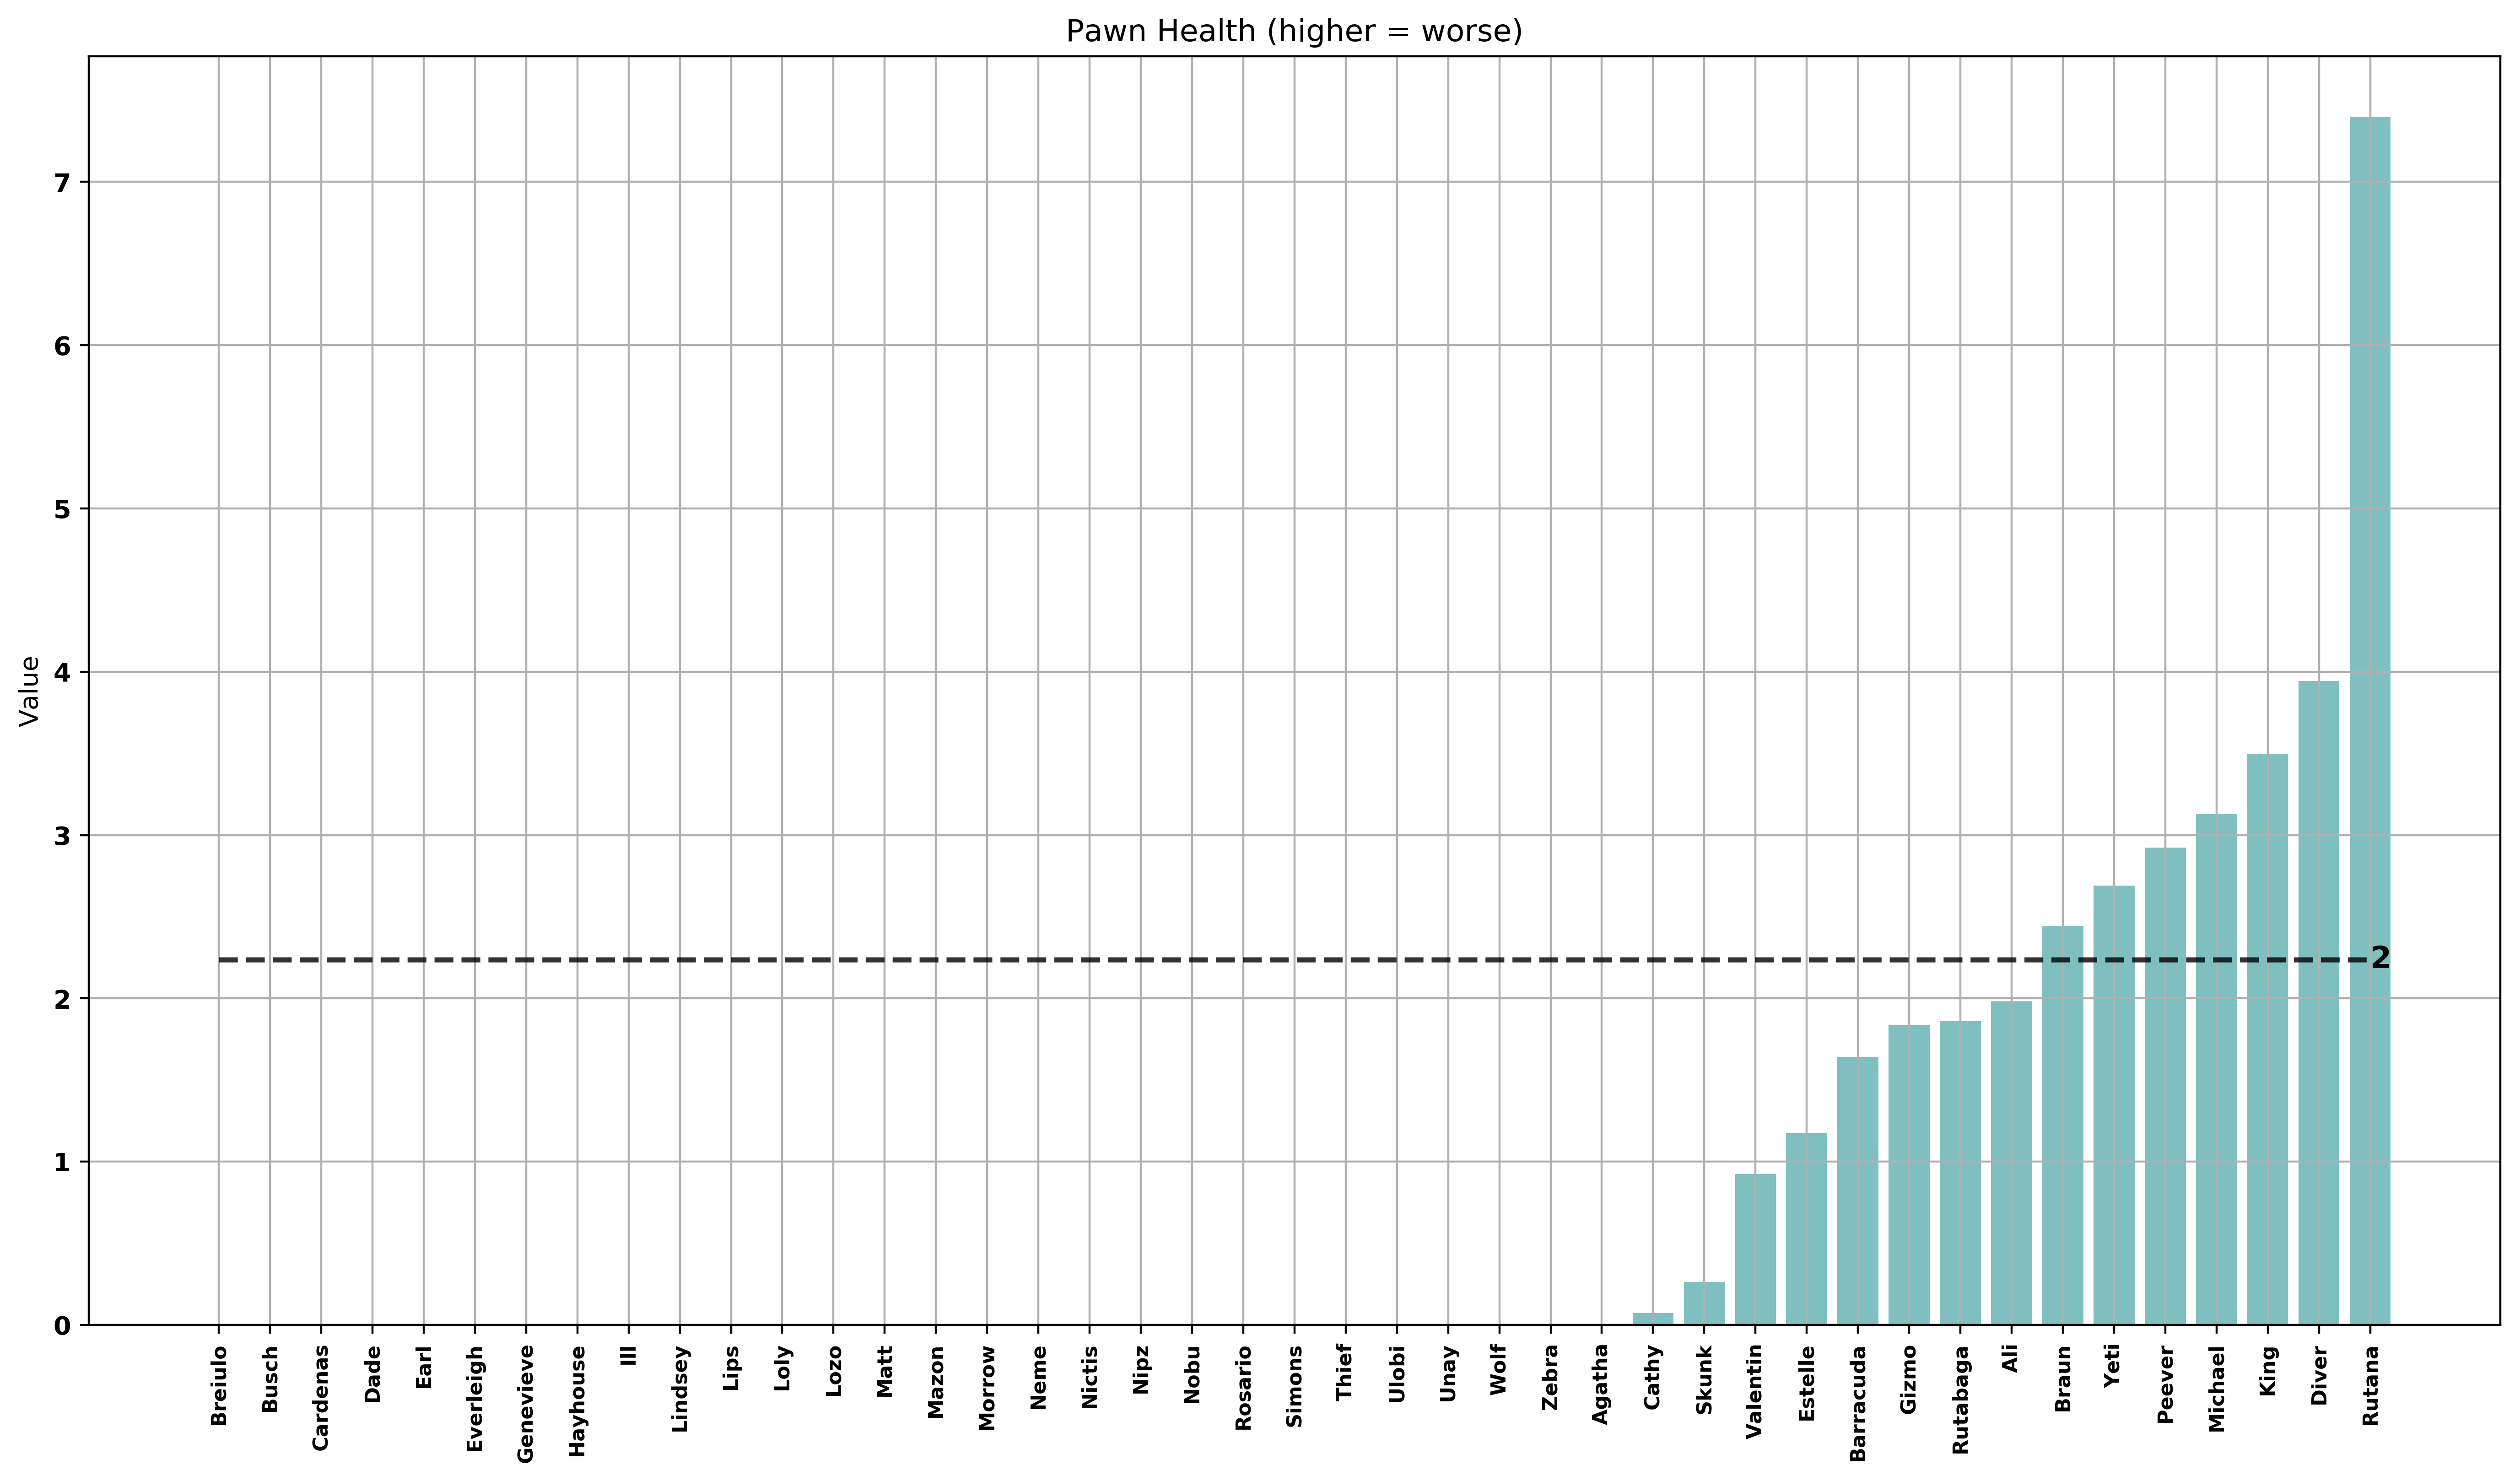 Pawn Health (higher = worse)
Value
7
6
5
4
3
2
1
0
2
Breiulo
Busch
Cardenas
Dade
Earl
Everleigh
Genevieve
Hayhouse
Ill
Lindsey
Lips
Loly
Lozo
Matt
Mazon
Morrow
Neme
Nictis
Nipz
Nobu
Rosario
Simons
Thief
Ulobi
Unay
Wolf
Zebra
Agatha
Cathy
Skunk
Valentin
Estelle
Barracuda
Gizmo
Rutabaga
Ali
Braun
Yeti
Peever
Michael
King
Diver
Rutana